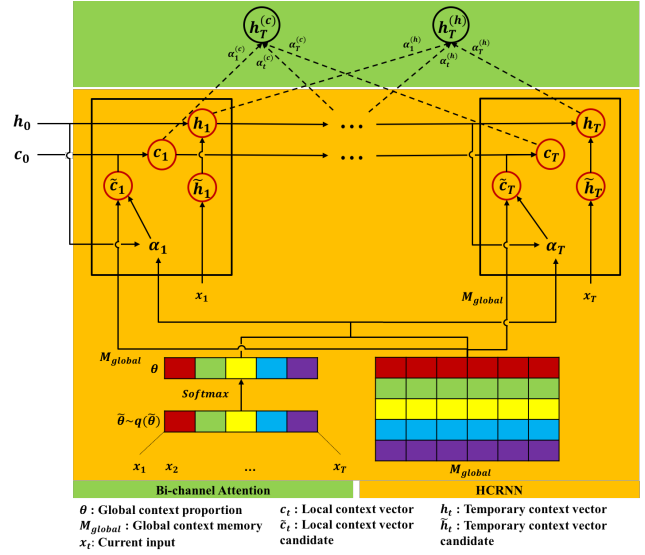 h_T^(c) h_T^(h)
α_1^(c) α_t^(c) α_T^(c) α_1^(h) α_t^(h) α_T^(h)
h_0 h_1 ... h_T
c_0 c_1 ... c_T
c̃_1 h̃_1 c̃_T h̃_T
α_1 α_T
x_1 M_global x_T
M_global
θ
Softmax
θ̃~q(θ̃)
x_1 x_2 ... x_T M_global
Bi-channel Attention HCRNN
θ : Global context proportion c_t : Local context vector h_t : Temporary context vector
M_global : Global context memory c̃_t : Local context vector h̃_t : Temporary context vector
x_t: Current input candidate candidate